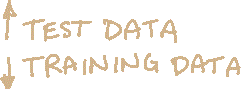 ↑ TEST DATA
↓ TRAINING DATA